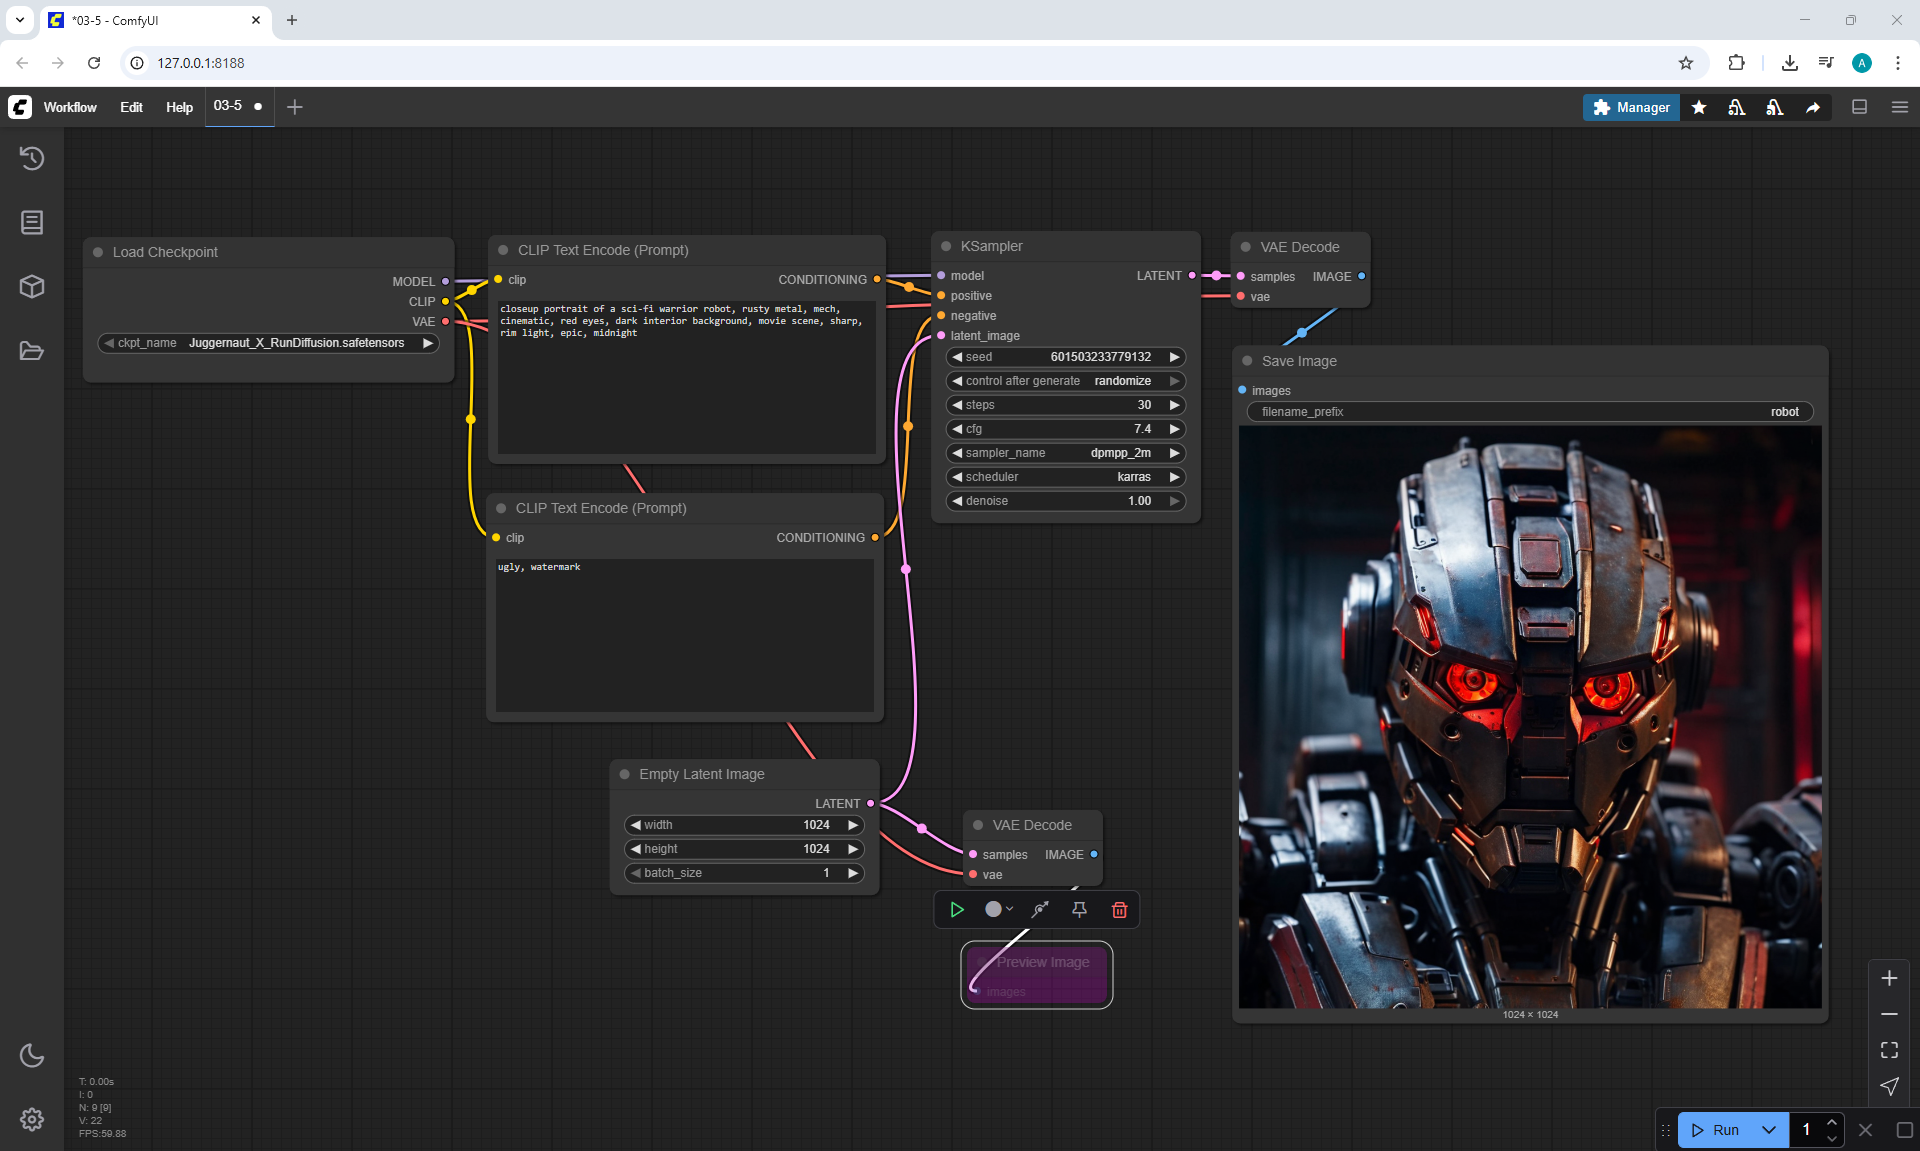 *03-5 - ComfyUI
127.0.0.1:8188
A
Workflow Edit Help 03-5
Manager
Load Checkpoint
MODEL
CLIP
VAE
ckpt_name Juggernaut_X_RunDiffusion.safetensors
CLIP Text Encode (Prompt)
clip CONDITIONING
closeup portrait of a sci-fi warrior robot, rusty metal, mech,
cinematic, red eyes, dark interior background, movie scene, sharp,
rim light, epic, midnight
CLIP Text Encode (Prompt)
clip CONDITIONING
ugly, watermark
Empty Latent Image
LATENT
width 1024
height 1024
batch_size 1
KSampler
model LATENT
positive
negative
latent_image
seed 601503233779132
control after generate randomize
steps 30
cfg 7.4
sampler_name dpmpp_2m
scheduler karras
denoise 1.00
VAE Decode
samples IMAGE
vae
VAE Decode
samples IMAGE
vae
Preview Image
images
Save Image
images
filename_prefix robot
1024 × 1024
T: 0.00s
I: 0
N: 9 [9]
V: 22
FPS:59.88
Run 1